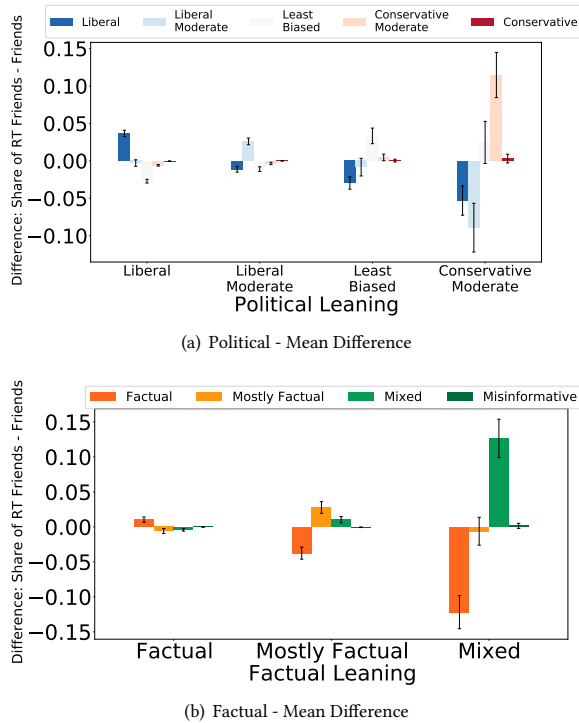 Liberal Liberal Moderate Least Biased Conservative Moderate Conservative
Difference: Share of RT Friends - Friends
0.15
0.10
0.05
0.00
−0.05
−0.10
Liberal Liberal Moderate Least Biased Conservative Moderate
Political Leaning
(a) Political - Mean Difference
Factual Mostly Factual Mixed Misinformative
Difference: Share of RT Friends - Friends
0.15
0.10
0.05
0.00
−0.05
−0.10
−0.15
Factual Mostly Factual Mixed
Factual Leaning
(b) Factual - Mean Difference